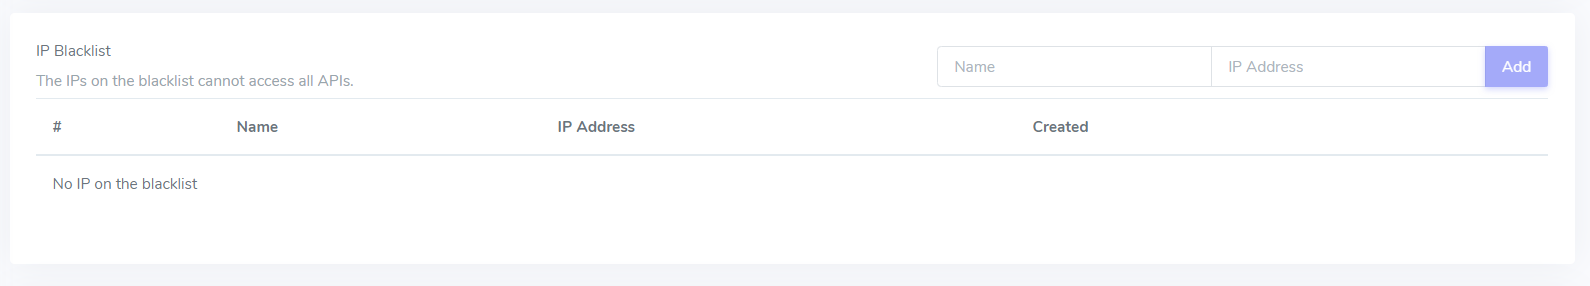 IP Blacklist
The IPs on the blacklist cannot access all APIs.
Name IP Address Add
# Name IP Address Created
No IP on the blacklist